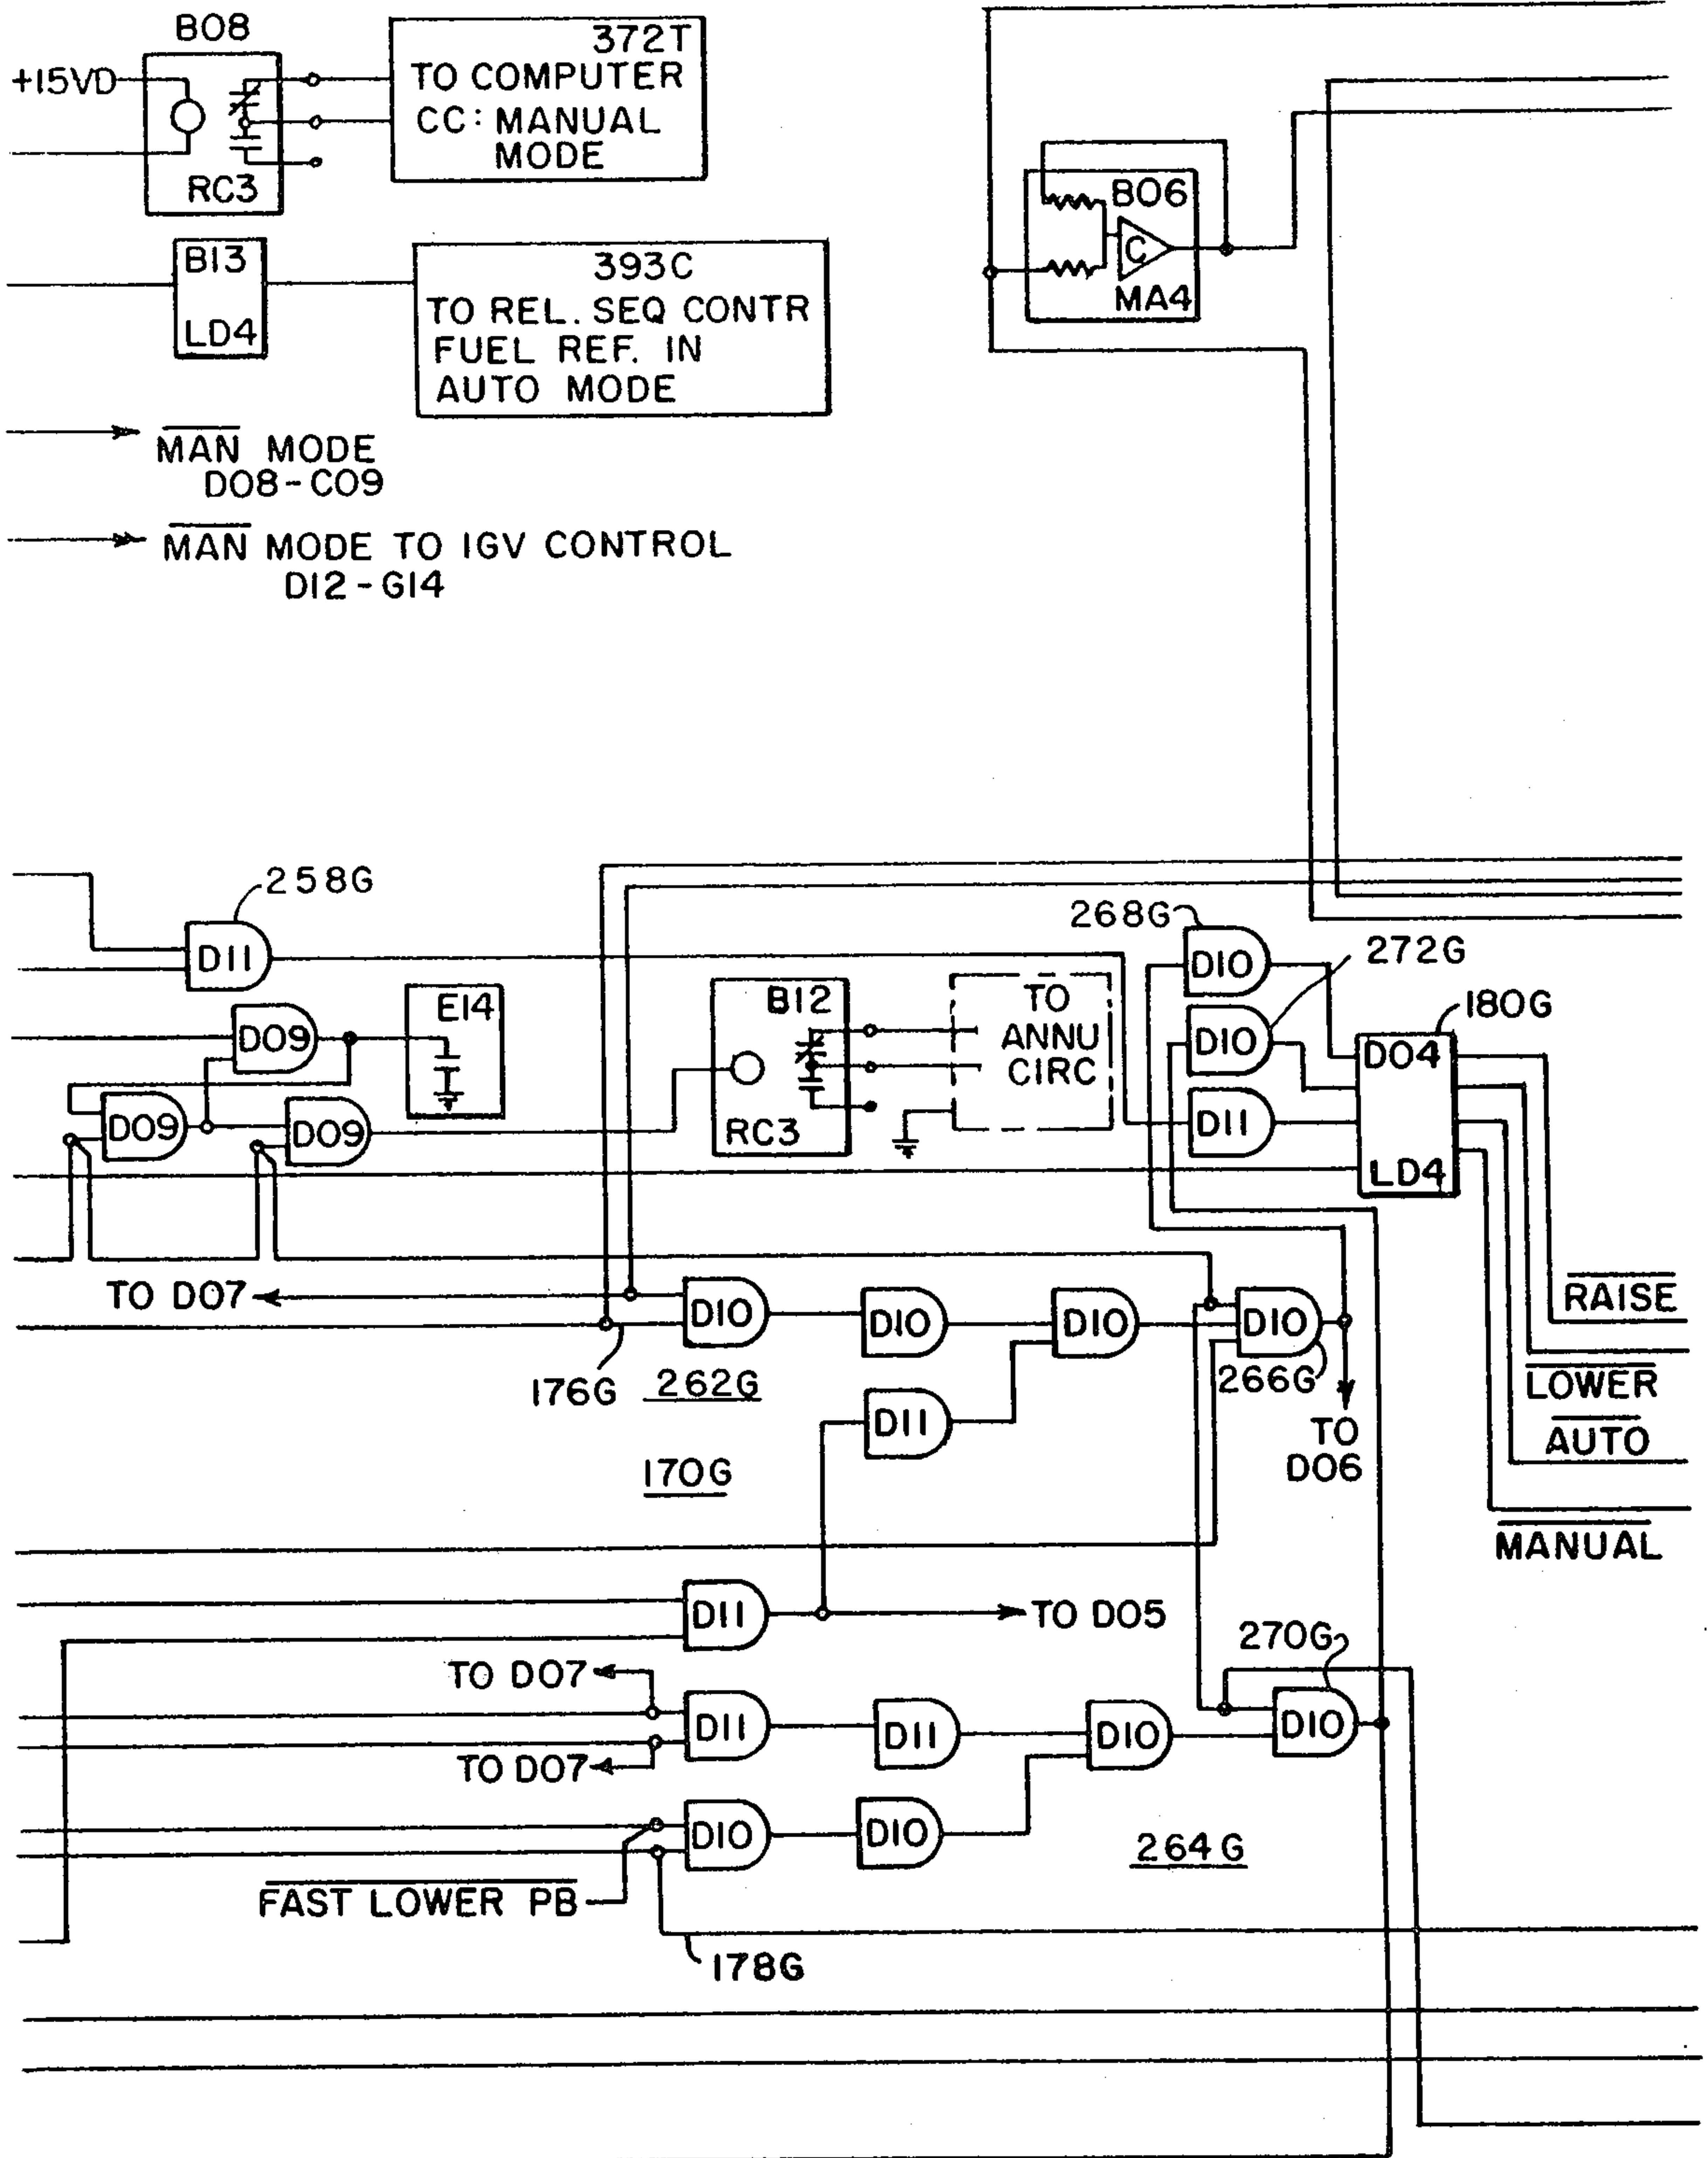 B08
372T
+15VD
TO COMPUTER
CC: MANUAL
MODE
RC3
B06
C
MA4
B13
LD4
393C
TO REL. SEQ CONTR
FUEL REF. IN
AUTO MODE
MAN MODE
D08-C09
MAN MODE TO IGV CONTROL
D12-G14
258G
D11
268G
D10
272G
D10
E14
D09
B12
TO
ANNU
CIRC
180G
D04
D09
D09
RC3
D11
LD4
TO D07
D10
D10
D10
D10
RAISE
176G
262G
266G
LOWER
D11
TO
D06
AUTO
170G
MANUAL
D11
TO D05
270G
TO D07
D11
D11
D10
D10
TO D07
D10
D10
264G
FAST LOWER PB
178G